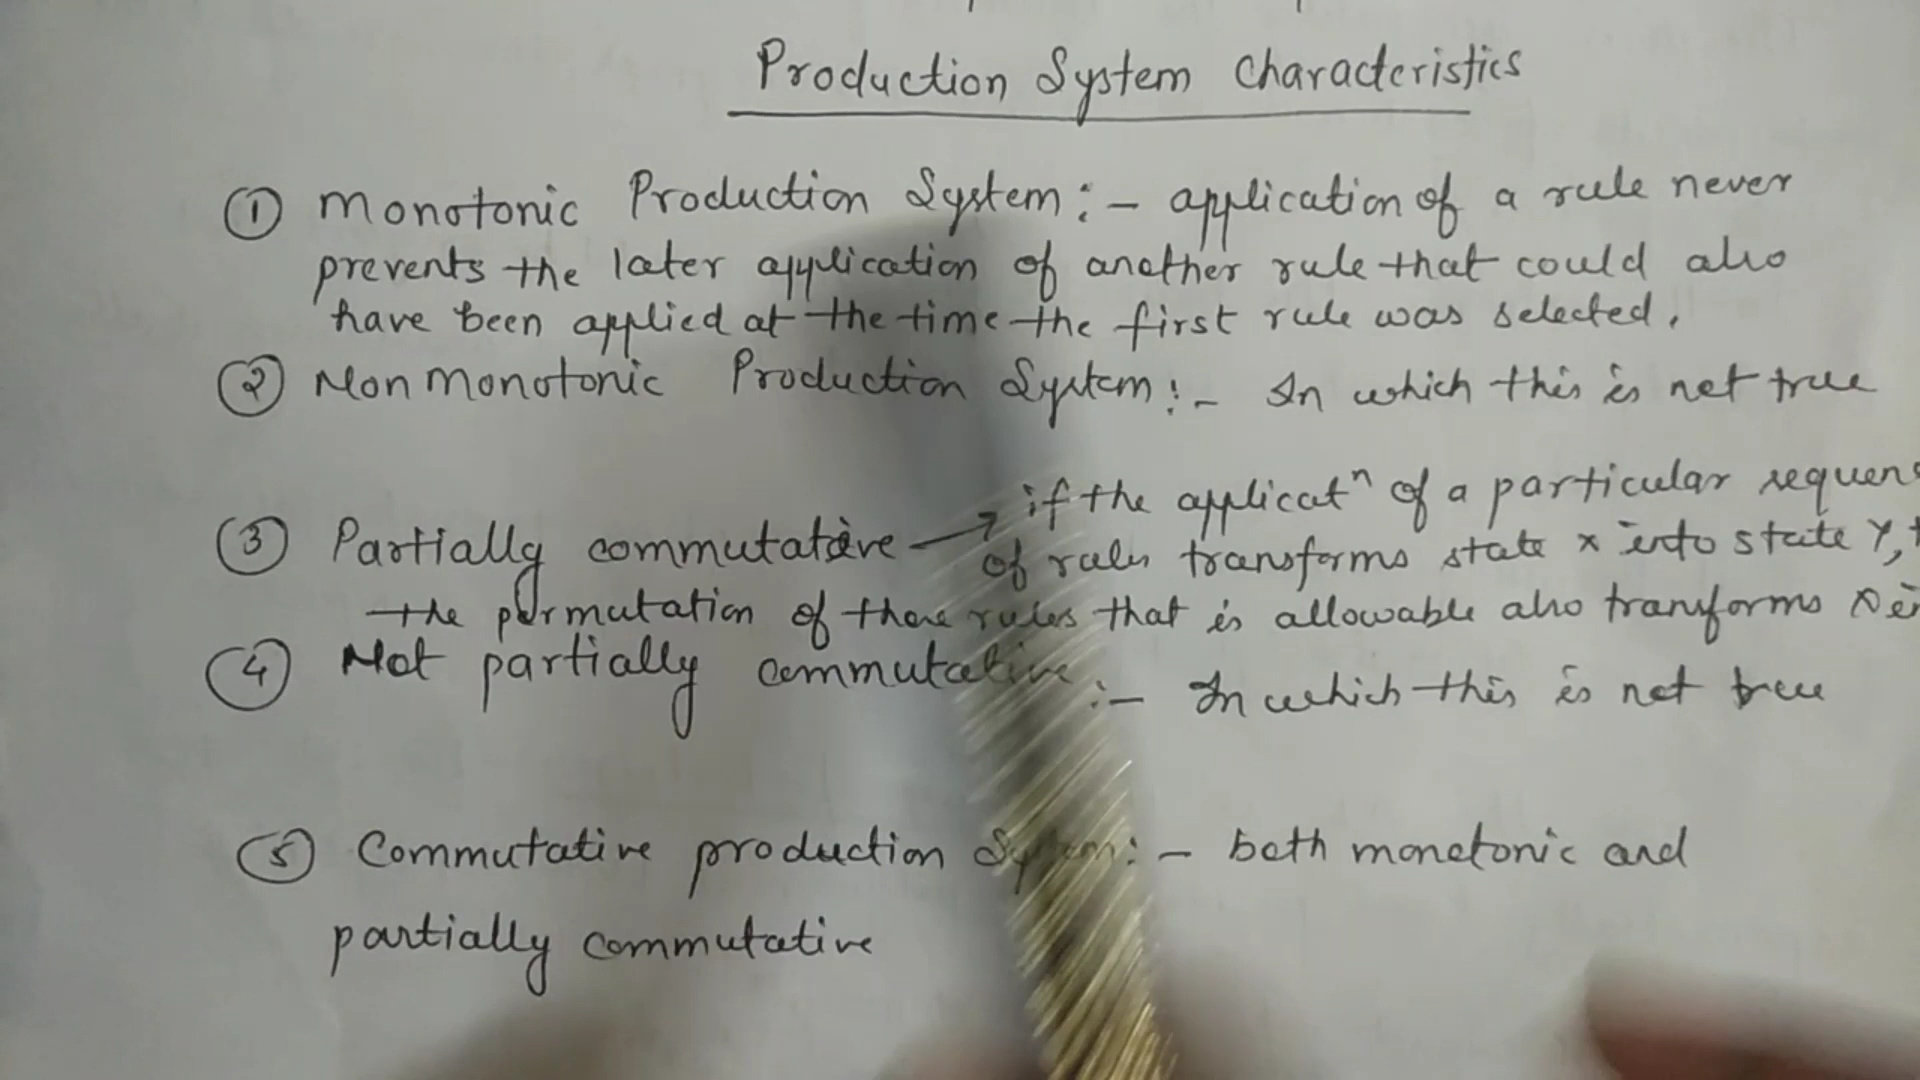 Production System Characteristics
① Monotonic Production System :- application of a rule never
prevents the later application of another rule that could also
have been applied at the time the first rule was selected.
② Non monotonic Production System :- In which this is not true
③ Partially commutative → if the applicatⁿ of a particular
of rules transforms state x into state y,
the permutation of those rules that is allowable also transforms x
④ Not partially commutative :- In which this is not true
⑤ Commutative production System :- both monotonic and
partially commutative